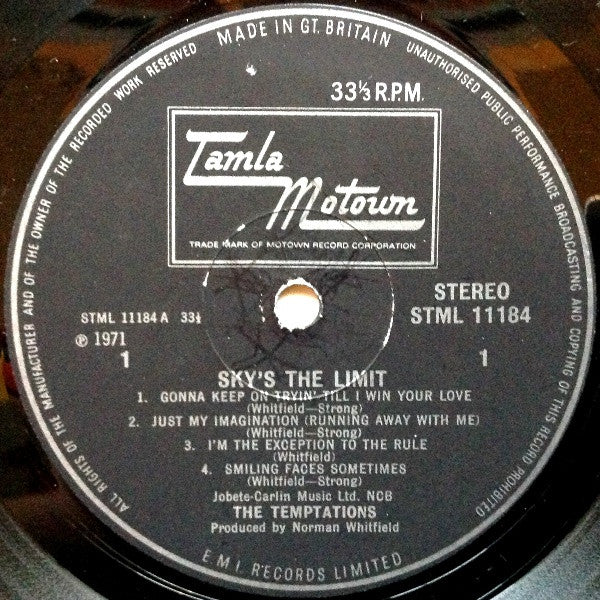 MADE IN GT. BRITAIN
ALL RIGHTS OF THE MANUFACTURER AND OF THE OWNER OF THE RECORDED WORK RESERVED
UNAUTHORISED PUBLIC PERFORMANCE BROADCASTING AND COPYING OF THIS RECORD PROHIBITED
33⅓ R.P.M.
Tamla
Motown
TRADE MARK OF MOTOWN RECORD CORPORATION
STML 11184 A 33⅓
℗ 1971
1
STEREO
STML 11184
1
SKY'S THE LIMIT
1. GONNA KEEP ON TRYIN' TILL I WIN YOUR LOVE
(Whitfield—Strong)
2. JUST MY IMAGINATION (RUNNING AWAY WITH ME)
(Whitfield—Strong)
3. I'M THE EXCEPTION TO THE RULE
(Whitfield)
4. SMILING FACES SOMETIMES
(Whitfield—Strong)
Jobete-Carlin Music Ltd. NCB
THE TEMPTATIONS
Produced by Norman Whitfield
E.M.I. RECORDS LIMITED